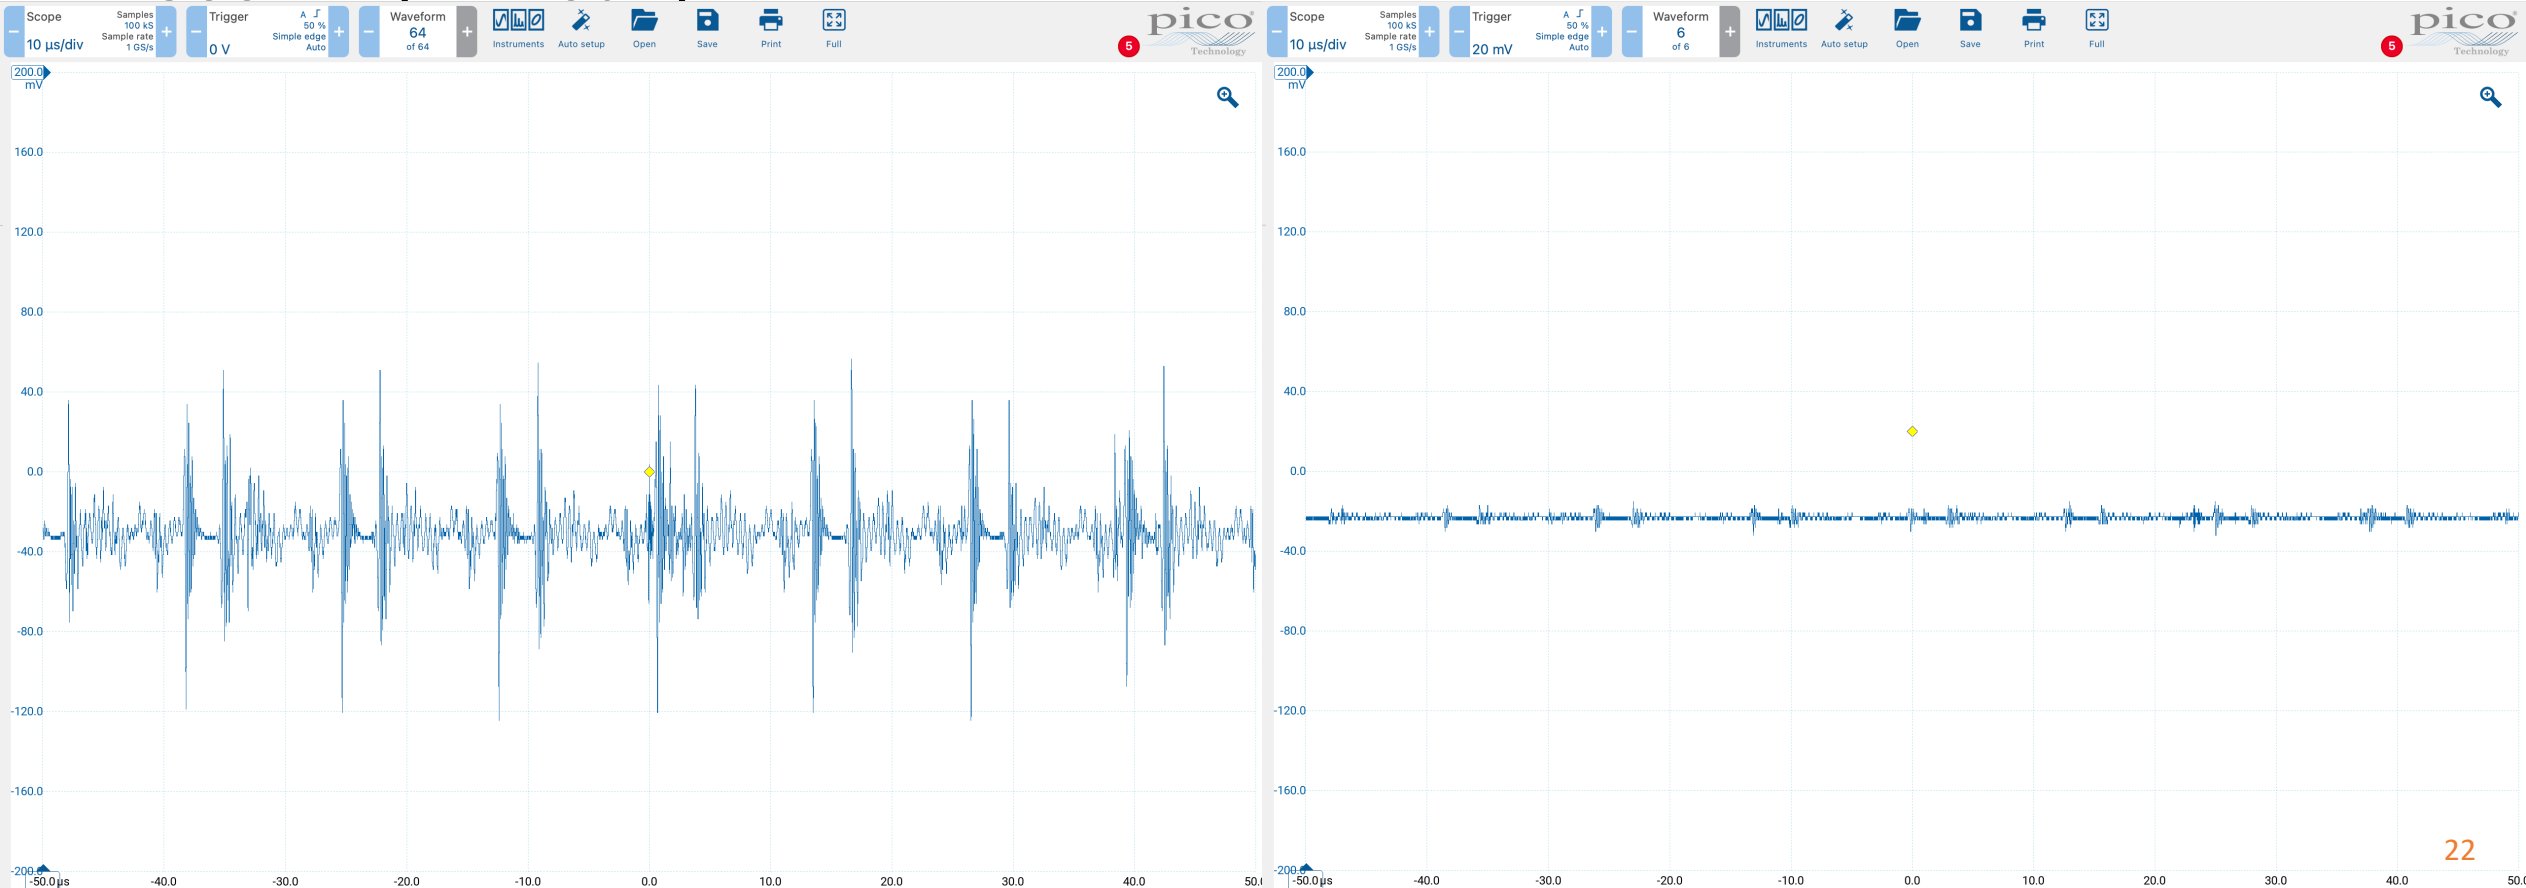 Scope
10 µs/div
Samples
100 kS
Sample rate
1 GS/s
Trigger
0 V
A
50 %
Simple edge
Auto
Waveform
64
of 64
Instruments
Auto setup
Open
Save
Print
Full
5
pico
Technology
200.0
mV
160.0
120.0
80.0
40.0
0.0
-40.0
-80.0
-120.0
-160.0
-200.0
-50.0 µs
-40.0
-30.0
-20.0
-10.0
0.0
10.0
20.0
30.0
40.0
50.0
Scope
10 µs/div
Samples
100 kS
Sample rate
1 GS/s
Trigger
20 mV
A
50 %
Simple edge
Auto
Waveform
6
of 6
Instruments
Auto setup
Open
Save
Print
Full
5
pico
Technology
200.0
mV
160.0
120.0
80.0
40.0
0.0
-40.0
-80.0
-120.0
-160.0
-200.0
-50.0 µs
-40.0
-30.0
-20.0
-10.0
0.0
10.0
20.0
30.0
40.0
50.0
22